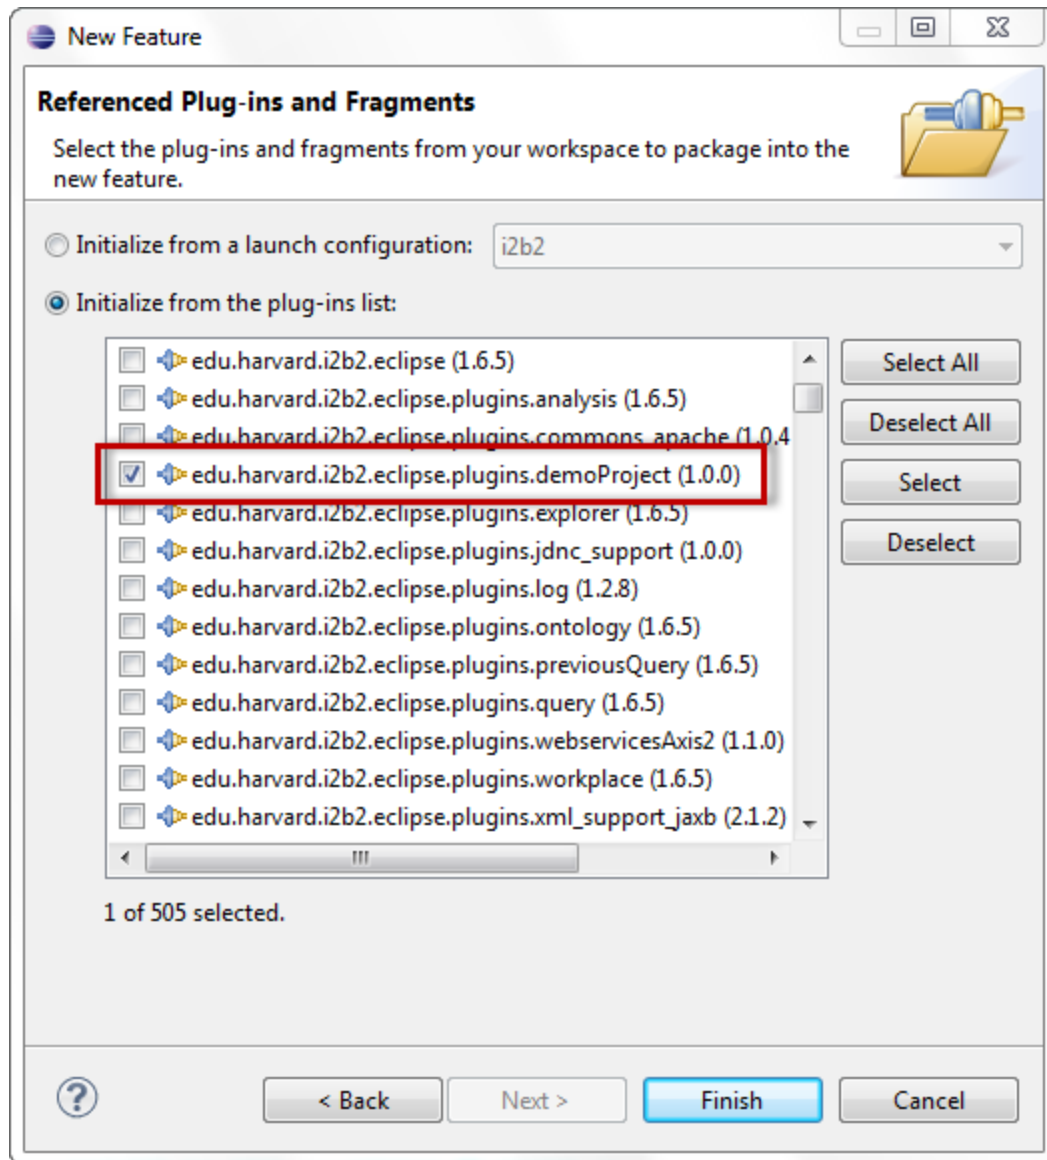 New Feature
Referenced Plug-ins and Fragments
Select the plug-ins and fragments from your workspace to package into the
new feature.
Initialize from a launch configuration:
i2b2
Initialize from the plug-ins list:
edu.harvard.i2b2.eclipse (1.6.5)
Select All
edu.harvard.i2b2.eclipse.plugins.analysis (1.6.5)
edu.harvard.i2b2.eclipse.plugins.commons_apache (1.0.4
Deselect All
edu.harvard.i2b2.eclipse.plugins.demoProject (1.0.0)
Select
edu.harvard.i2b2.eclipse.plugins.explorer (1.6.5)
edu.harvard.i2b2.eclipse.plugins.jdnc_support (1.0.0)
Deselect
edu.harvard.i2b2.eclipse.plugins.log (1.2.8)
edu.harvard.i2b2.eclipse.plugins.ontology (1.6.5)
edu.harvard.i2b2.eclipse.plugins.previousQuery (1.6.5)
edu.harvard.i2b2.eclipse.plugins.query (1.6.5)
edu.harvard.i2b2.eclipse.plugins.webservicesAxis2 (1.1.0)
edu.harvard.i2b2.eclipse.plugins.workplace (1.6.5)
edu.harvard.i2b2.eclipse.plugins.xml_support_jaxb (2.1.2)
1 of 505 selected.
?
< Back
Next >
Finish
Cancel